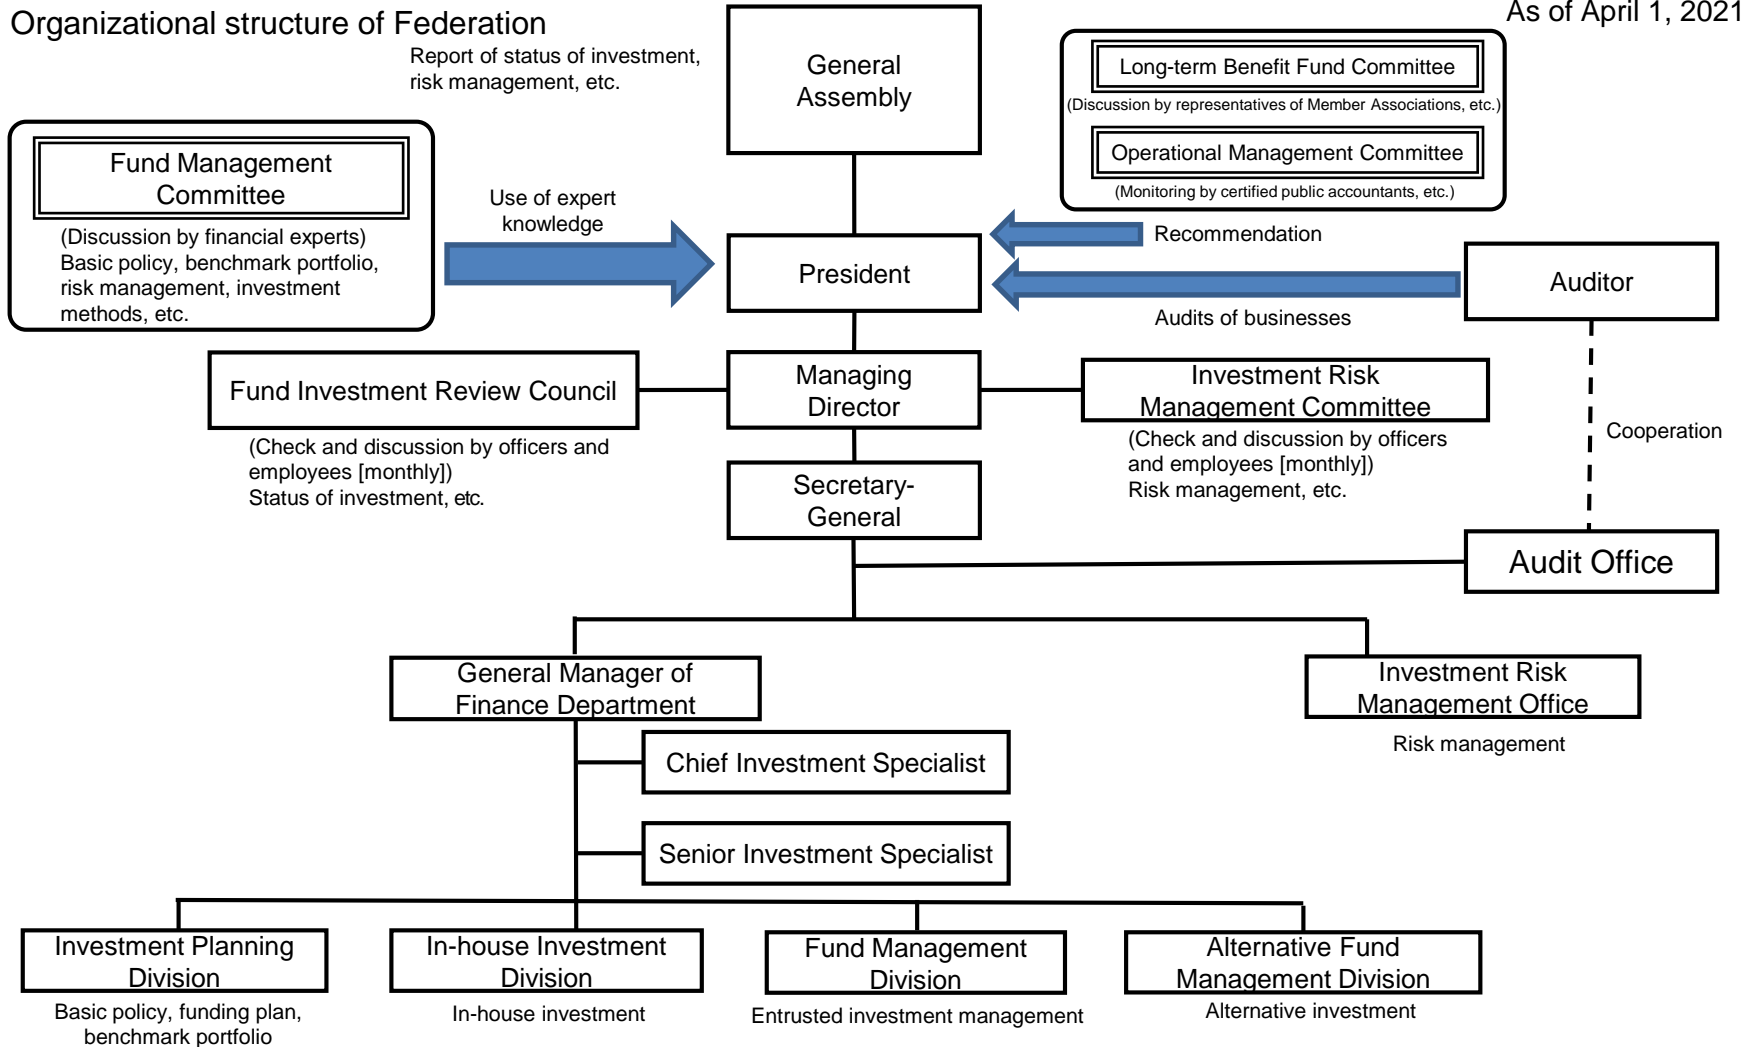 Organizational structure of Federation
As of April 1, 2021
Report of status of investment,
risk management, etc.
General
Assembly
Long-term Benefit Fund Committee
(Discussion by representatives of Member Associations, etc.)
Operational Management Committee
(Monitoring by certified public accountants, etc.)
Fund Management
Committee
(Discussion by financial experts)
Basic policy, benchmark portfolio,
risk management, investment
methods, etc.
Use of expert
knowledge
Recommendation
President
Auditor
Audits of businesses
Fund Investment Review Council
(Check and discussion by officers and
employees [monthly])
Status of investment, etc.
Managing
Director
Investment Risk
Management Committee
(Check and discussion by officers
and employees [monthly])
Risk management, etc.
Cooperation
Secretary-
General
Audit Office
General Manager of
Finance Department
Investment Risk
Management Office
Risk management
Chief Investment Specialist
Senior Investment Specialist
Investment Planning
Division
Basic policy, funding plan,
benchmark portfolio
In-house Investment
Division
In-house investment
Fund Management
Division
Entrusted investment management
Alternative Fund
Management Division
Alternative investment